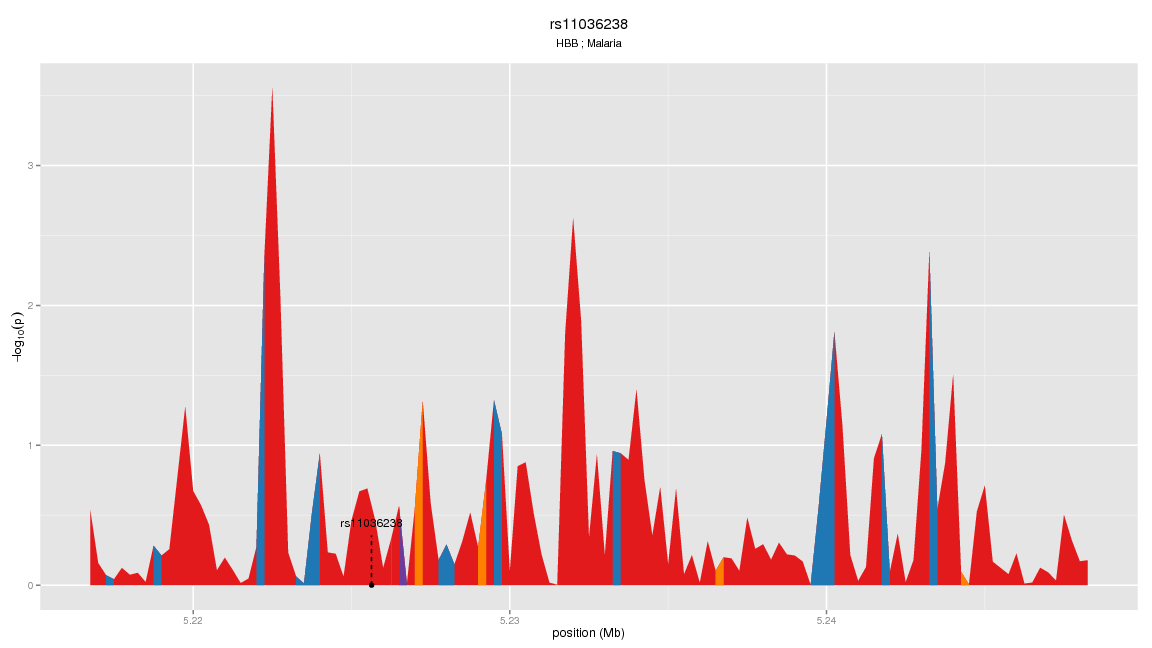 rs11036238
HBB ; Malaria
3
2
1
0
−log10(p)
rs11036238
5.22 5.23 5.24
position (Mb)